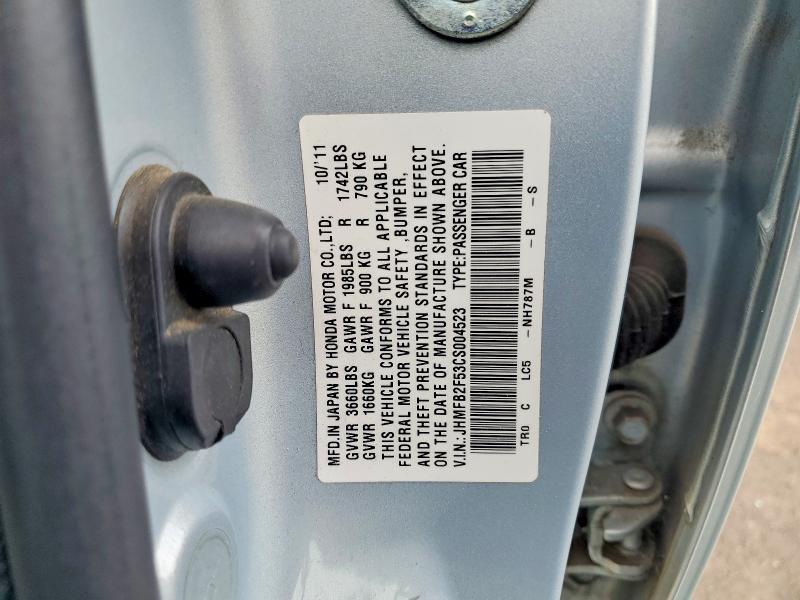 MFD.IN JAPAN BY HONDA MOTOR CO.,LTD; 10/'11
GVWR 3660LBS GAWR F 1985LBS R 1742LBS
GVWR 1660KG GAWR F 900 KG R 790 KG
THIS VEHICLE CONFORMS TO ALL APPLICABLE
FEDERAL MOTOR VEHICLE SAFETY ,BUMPER,
AND THEFT PREVENTION STANDARDS IN EFFECT
ON THE DATE OF MANUFACTURE SHOWN ABOVE.
V.I.N.:JHMFB2F53CS004523 TYPE:PASSENGER CAR
TR0 C LC5 -NH787M -B -S